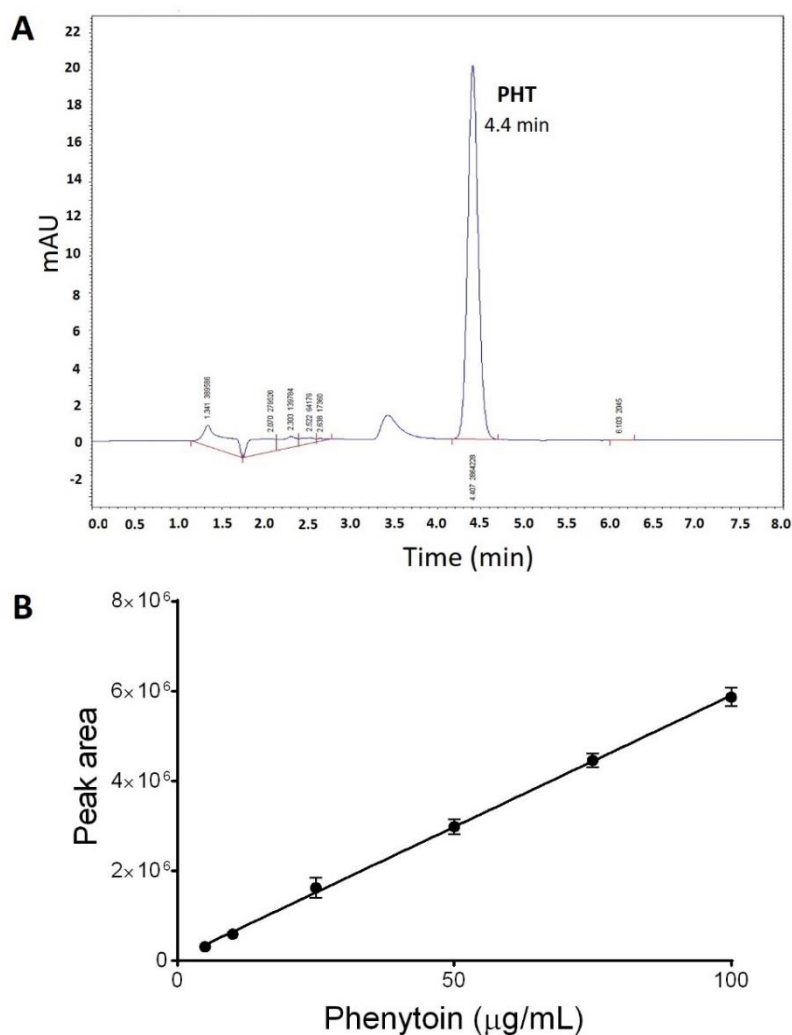 A
22
20
18
16
14
12
10
8
6
4
2
0
-2
mAU
PHT
4.4 min
1.341 389586
2.070 279526
2.303 139784
2.522 64176
2.638 17360
4.407 2864228
6.103 2045
0.0 0.5 1.0 1.5 2.0 2.5 3.0 3.5 4.0 4.5 5.0 5.5 6.0 6.5 7.0 7.5 8.0
Time (min)
B
8×10⁶
6×10⁶
4×10⁶
2×10⁶
0
Peak area
0 50 100
Phenytoin (μg/mL)